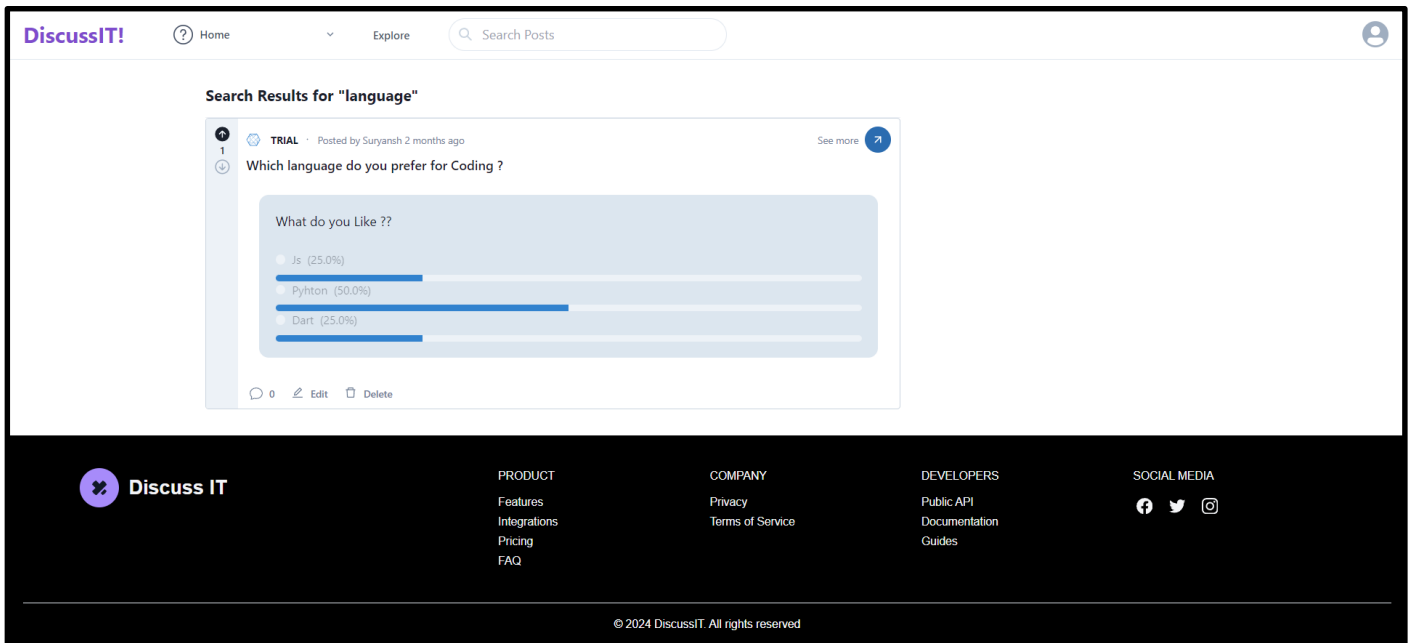 DiscussIT! ? Home Explore Search Posts
Search Results for "language"
TRIAL · Posted by Suryansh 2 months ago See more
1
Which language do you prefer for Coding ?
What do you Like ??
Js (25.0%)
Pyhton (50.0%)
Dart (25.0%)
0 Edit Delete
Discuss IT
PRODUCT
Features
Integrations
Pricing
FAQ
COMPANY
Privacy
Terms of Service
DEVELOPERS
Public API
Documentation
Guides
SOCIAL MEDIA
© 2024 DiscussIT. All rights reserved